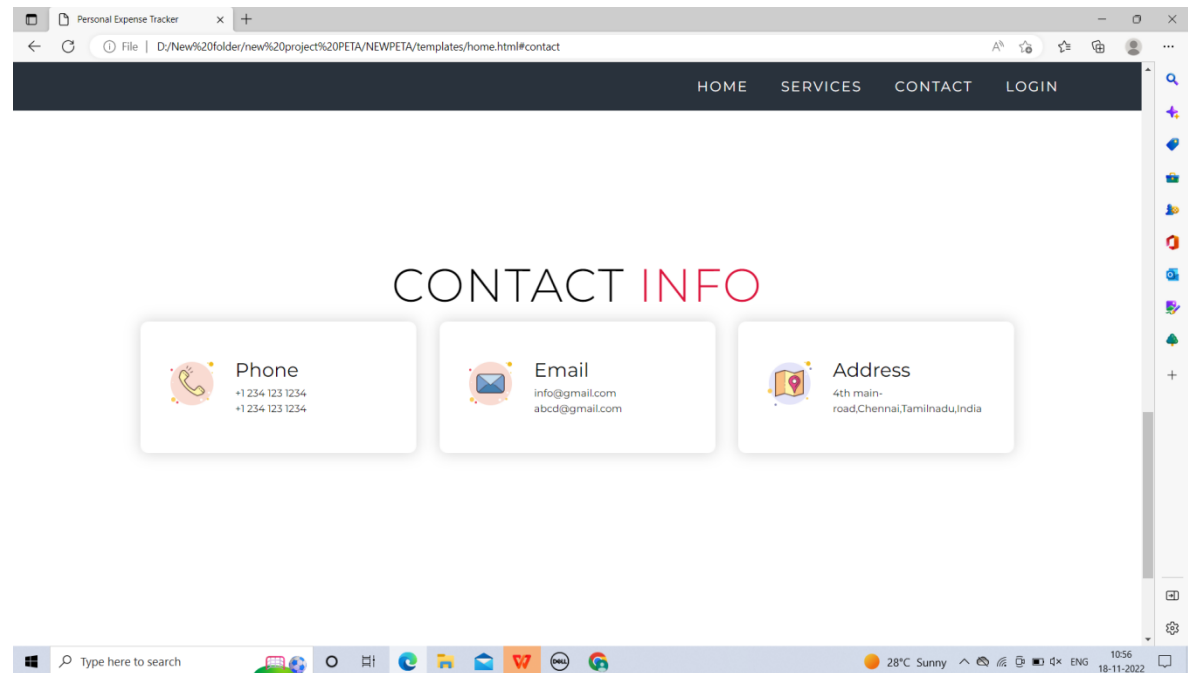 Personal Expense Tracker
File | D:/New%20folder/new%20project%20PETA/NEWPETA/templates/home.html#contact
HOME SERVICES CONTACT LOGIN
CONTACT INFO
Phone
+1 234 123 1234
+1 234 123 1234
Email
info@gmail.com
abcd@gmail.com
Address
4th main-
road,Chennai,Tamilnadu,India
Type here to search
DELL
28°C Sunny
ENG
10:56
18-11-2022